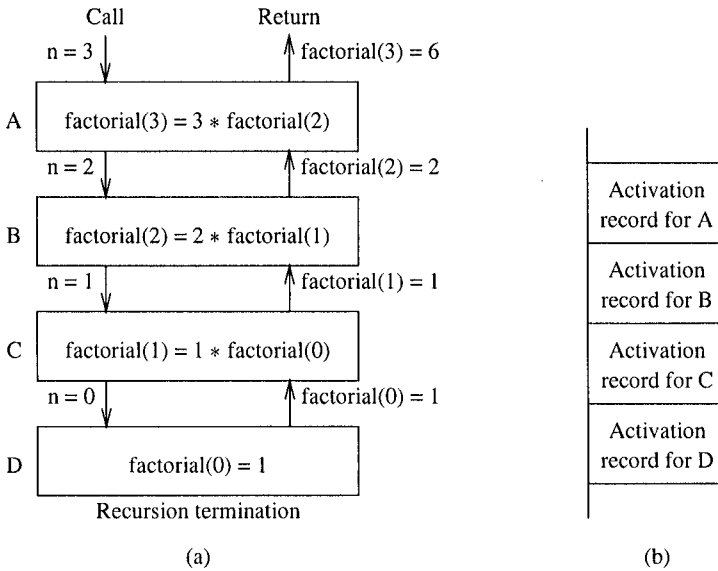 Call Return
n = 3 factorial(3) = 6
A factorial(3) = 3 * factorial(2)
n = 2 factorial(2) = 2
B factorial(2) = 2 * factorial(1)
n = 1 factorial(1) = 1
C factorial(1) = 1 * factorial(0)
n = 0 factorial(0) = 1
D factorial(0) = 1
Recursion termination
(a)
Activation
record for A
Activation
record for B
Activation
record for C
Activation
record for D
(b)